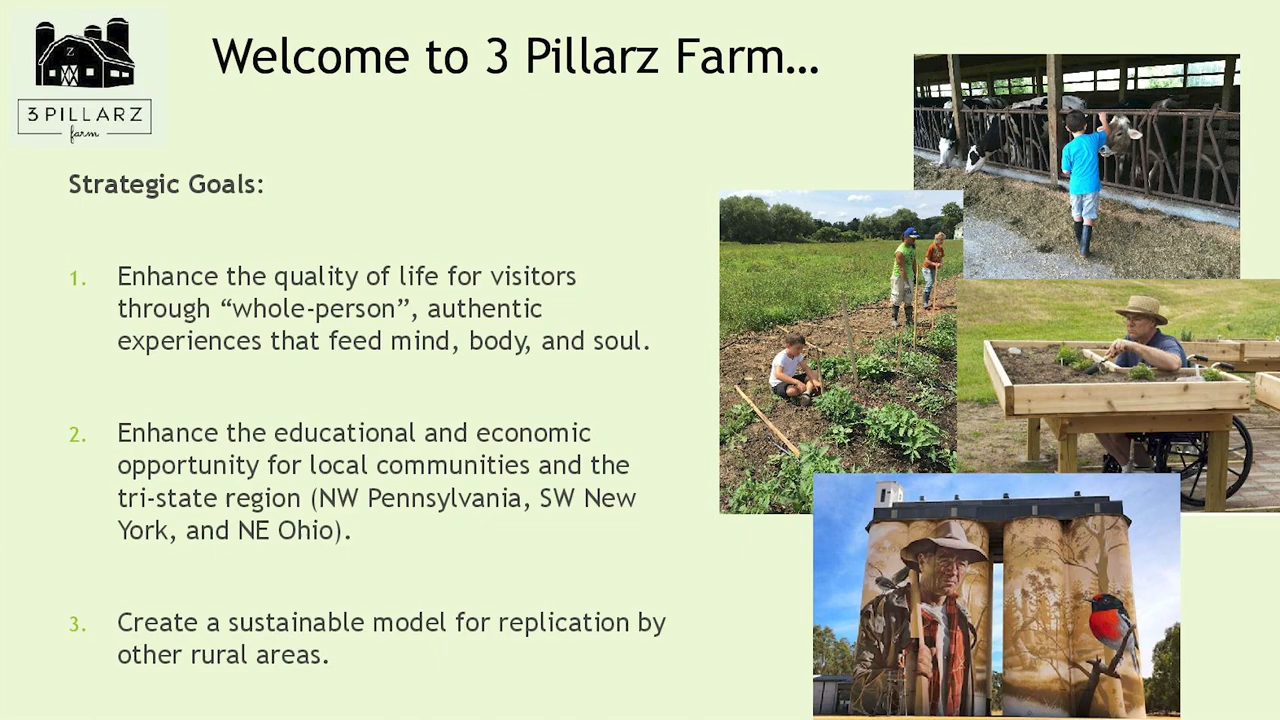 Z
3 PILLARZ
farm
Welcome to 3 Pillarz Farm…
Strategic Goals:
1. Enhance the quality of life for visitors
through “whole-person”, authentic
experiences that feed mind, body, and soul.
2. Enhance the educational and economic
opportunity for local communities and the
tri-state region (NW Pennsylvania, SW New
York, and NE Ohio).
3. Create a sustainable model for replication by
other rural areas.